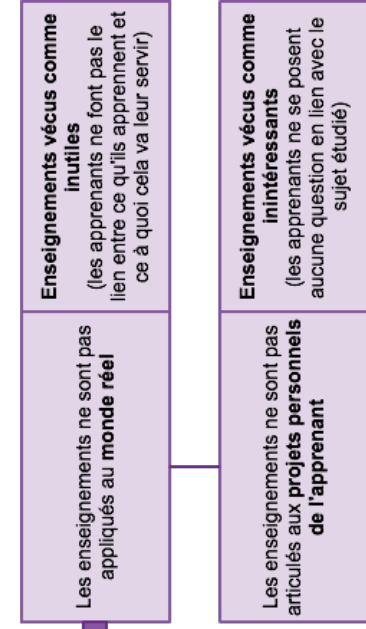 Enseignements vécus comme
inutiles
(les apprenants ne font pas le
lien entre ce qu'ils apprennent et
ce à quoi cela va leur servir)
Les enseignements ne sont pas
appliqués au monde réel
Enseignements vécus comme
inintéressants
(les apprenants ne se posent
aucune question en lien avec le
sujet étudié)
Les enseignements ne sont pas
articulés aux projets personnels
de l'apprenant